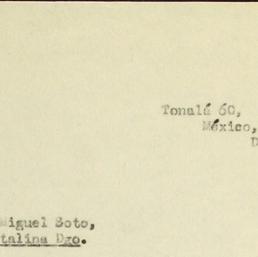 Tonalá 60,
México,
D
Miguel Soto,
talina Dgo.